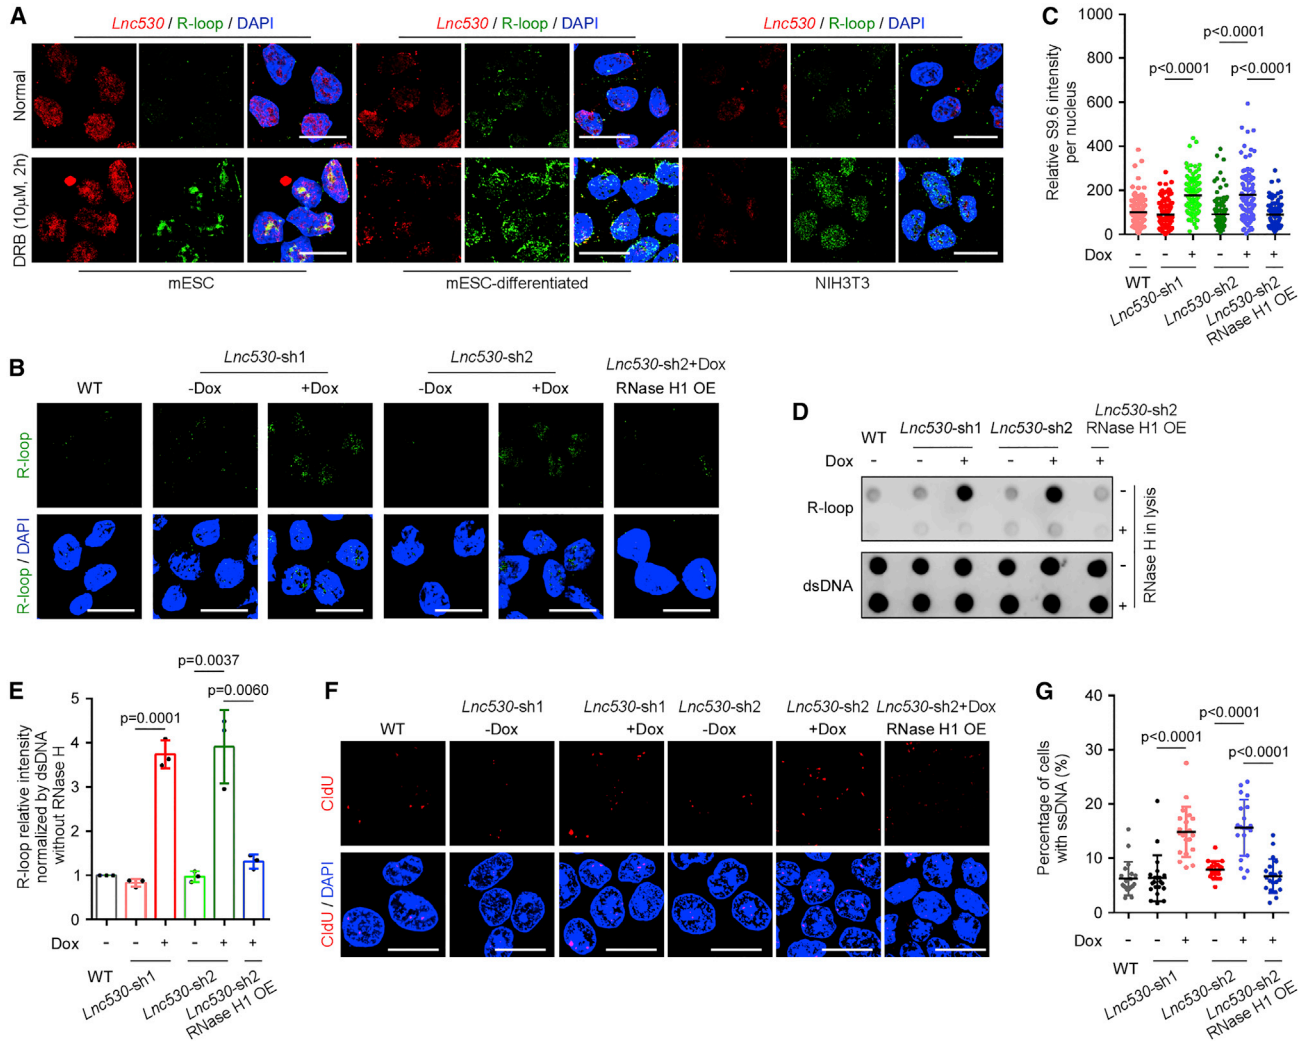 A
Lnc530 / R-loop / DAPI
Lnc530 / R-loop / DAPI
Lnc530 / R-loop / DAPI
Normal
DRB (10μM, 2h)
mESC
mESC-differentiated
NIH3T3
B
Lnc530-sh1
Lnc530-sh2
Lnc530-sh2+Dox
WT
-Dox
+Dox
-Dox
+Dox
RNase H1 OE
R-loop
R-loop / DAPI
C
Relative S9.6 intensity
per nucleus
1000
800
600
400
200
0
p<0.0001
p<0.0001
p<0.0001
Dox
- - + - + +
WT
Lnc530-sh1
Lnc530-sh2
Lnc530-sh2
RNase H1 OE
D
WT
Lnc530-sh1
Lnc530-sh2
Lnc530-sh2
RNase H1 OE
Dox
- - + - + +
R-loop
-
+
dsDNA
-
+
RNase H in lysis
E
R-loop relative intensity
normalized by dsDNA
without RNase H
5
4
3
2
1
0
p=0.0001
p=0.0037
p=0.0060
Dox
- - + - + +
WT
Lnc530-sh1
Lnc530-sh2
Lnc530-sh2
RNase H1 OE
F
WT
Lnc530-sh1
-Dox
Lnc530-sh1
+Dox
Lnc530-sh2
-Dox
Lnc530-sh2
+Dox
Lnc530-sh2+Dox
RNase H1 OE
CldU
CldU / DAPI
G
Percentage of cells
with ssDNA (%)
40
30
20
10
0
p<0.0001
p<0.0001
p<0.0001
Dox
- - + - + +
WT
Lnc530-sh1
Lnc530-sh2
Lnc530-sh2
RNase H1 OE